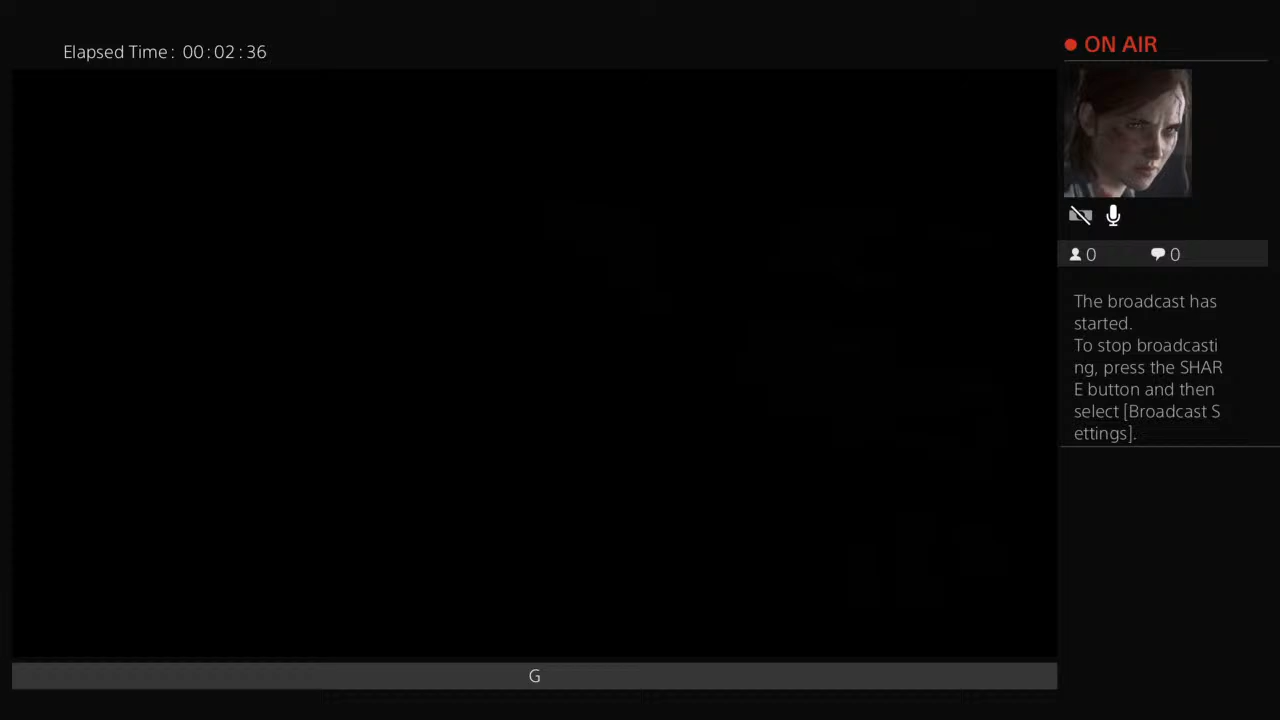 Elapsed Time: 00:02:36
ON AIR
0 0
The broadcast has
started.
To stop broadcasti
ng, press the SHAR
E button and then
select [Broadcast S
ettings].
G